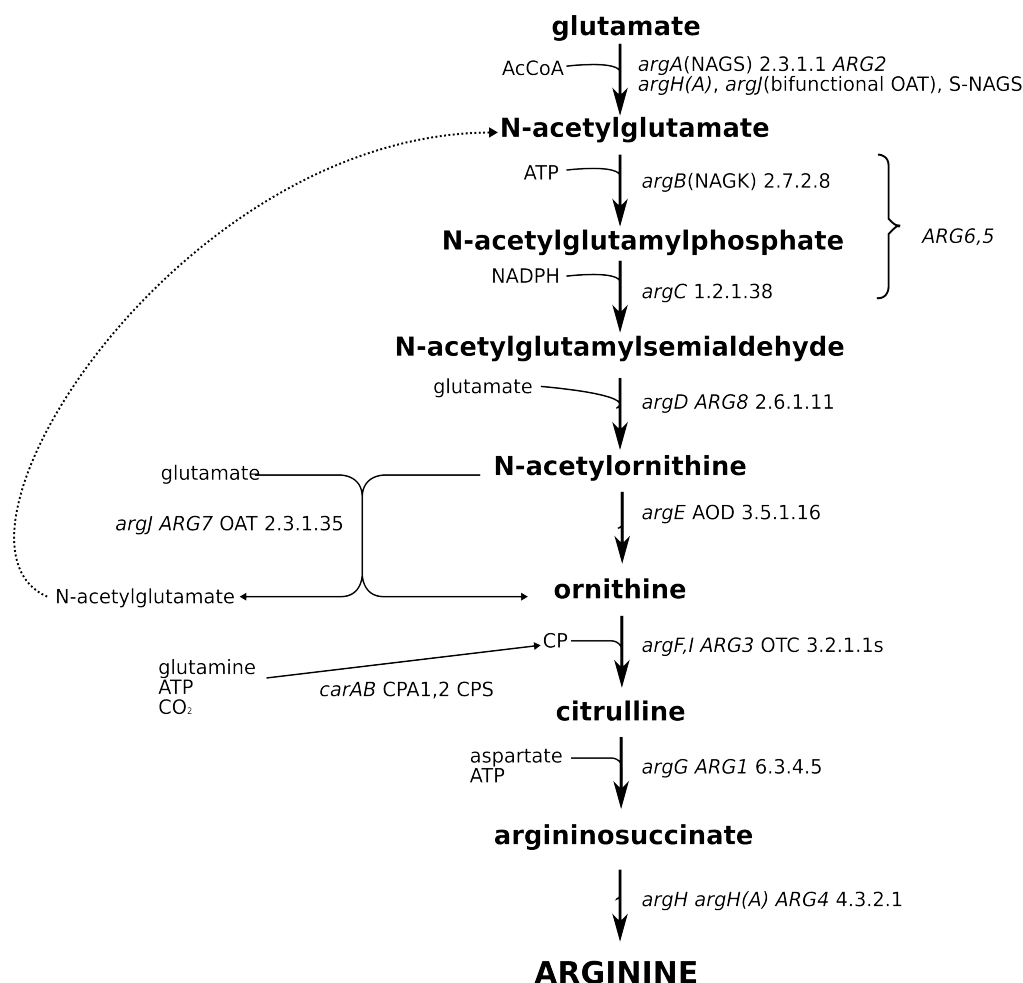 glutamate
AcCoA
argA(NAGS) 2.3.1.1 ARG2
argH(A), argJ(bifunctional OAT), S-NAGS
N-acetylglutamate
ATP
argB(NAGK) 2.7.2.8
ARG6,5
N-acetylglutamylphosphate
NADPH
argC 1.2.1.38
N-acetylglutamylsemialdehyde
glutamate
argD ARG8 2.6.1.11
N-acetylornithine
glutamate
argJ ARG7 OAT 2.3.1.35
argE AOD 3.5.1.16
N-acetylglutamate
ornithine
CP
argF,I ARG3 OTC 3.2.1.1s
glutamine
ATP
CO₂
carAB CPA1,2 CPS
citrulline
aspartate
ATP
argG ARG1 6.3.4.5
argininosuccinate
argH argH(A) ARG4 4.3.2.1
ARGININE